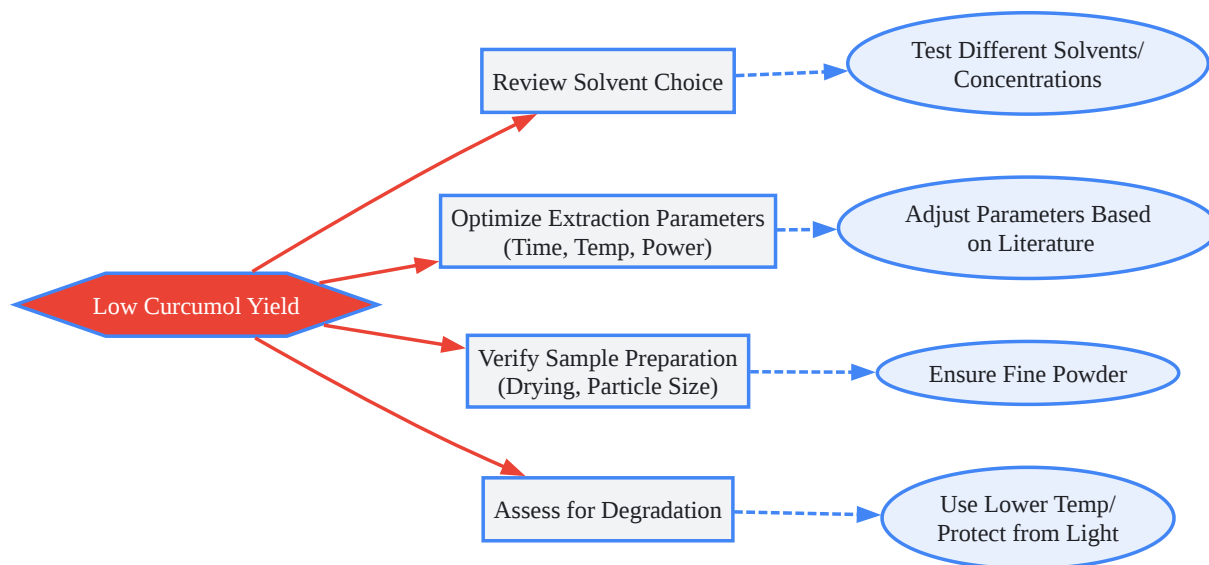 Low Curcumol Yield
Review Solvent Choice
Test Different Solvents/
Concentrations
Optimize Extraction Parameters
(Time, Temp, Power)
Adjust Parameters Based
on Literature
Verify Sample Preparation
(Drying, Particle Size)
Ensure Fine Powder
Assess for Degradation
Use Lower Temp/
Protect from Light